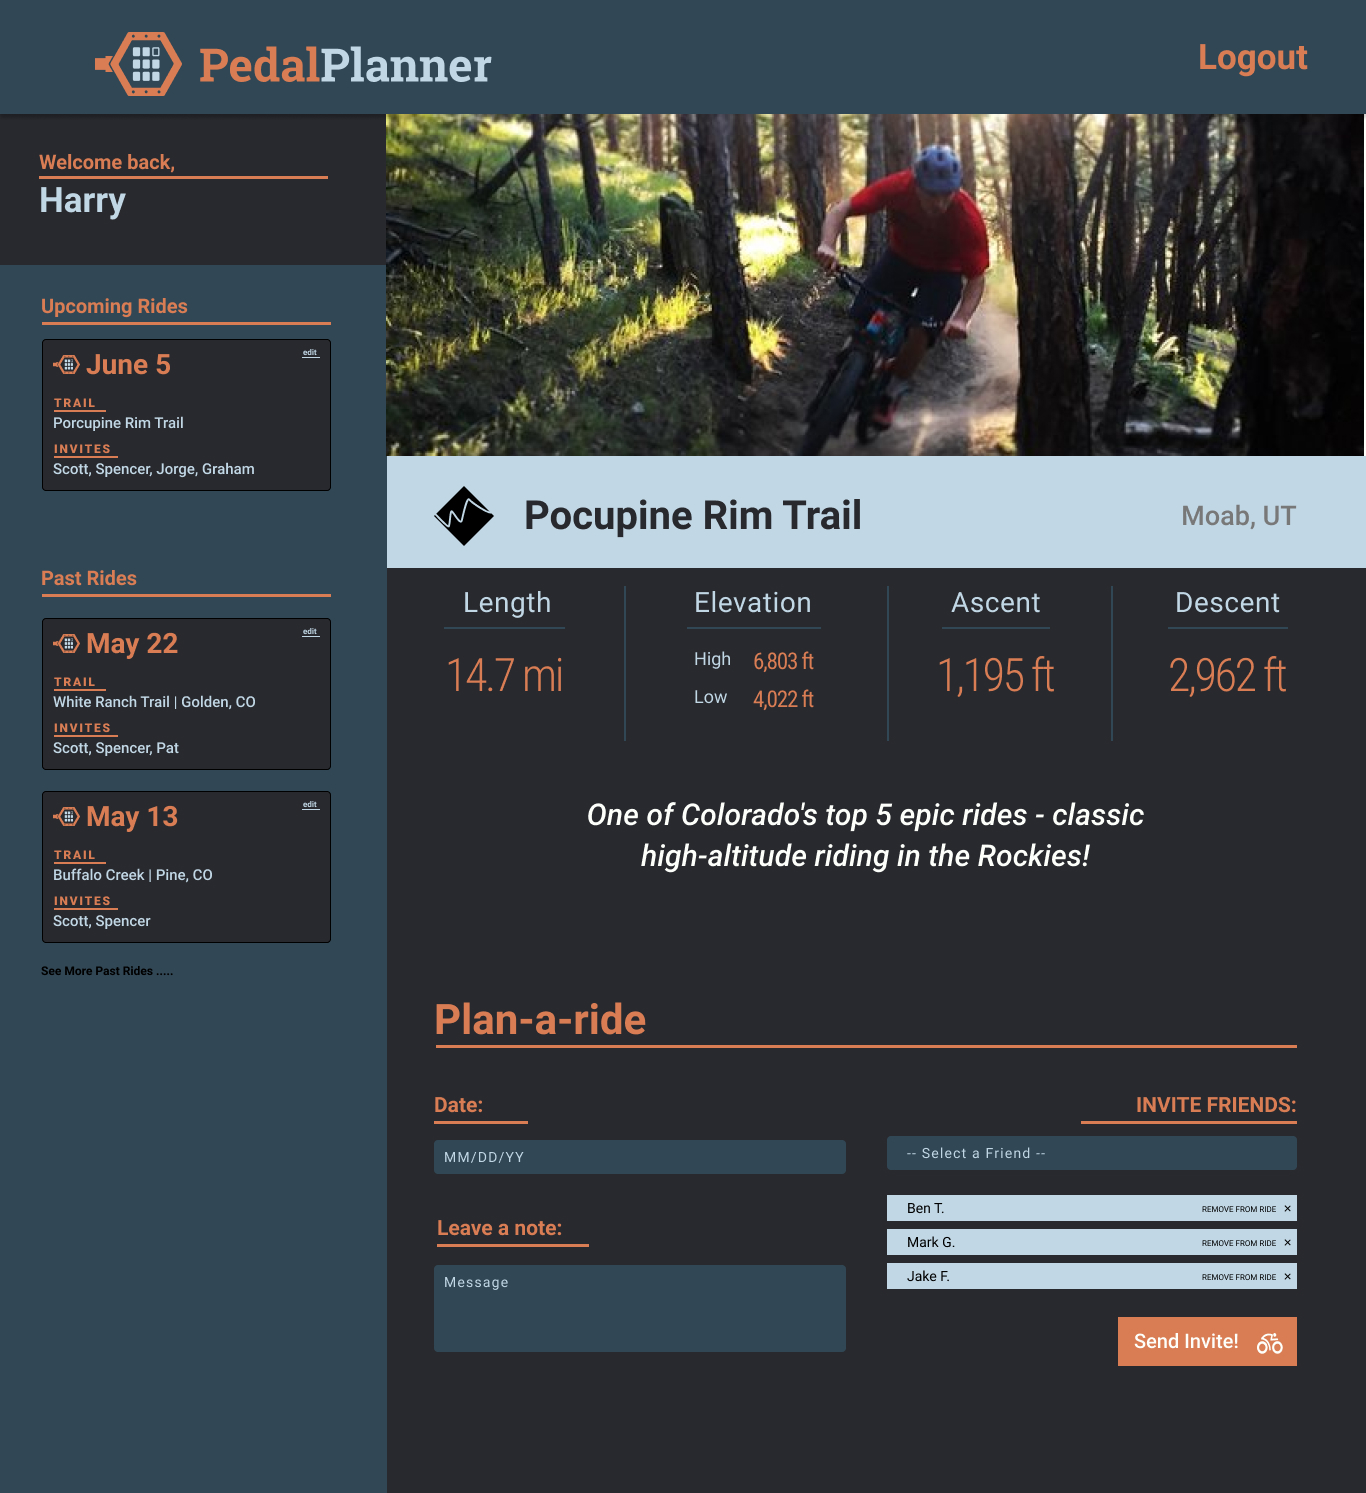 PedalPlanner
Logout
Welcome back,
Harry
Upcoming Rides
June 5
edit
TRAIL
Porcupine Rim Trail
INVITES
Scott, Spencer, Jorge, Graham
Past Rides
May 22
edit
TRAIL
White Ranch Trail | Golden, CO
INVITES
Scott, Spencer, Pat
May 13
edit
TRAIL
Buffalo Creek | Pine, CO
INVITES
Scott, Spencer
See More Past Rides .....
Pocupine Rim Trail
Moab, UT
Length
14.7 mi
Elevation
High 6,803 ft
Low 4,022 ft
Ascent
1,195 ft
Descent
2,962 ft
One of Colorado's top 5 epic rides - classic
high-altitude riding in the Rockies!
Plan-a-ride
Date:
MM/DD/YY
Leave a note:
Message
INVITE FRIENDS:
-- Select a Friend --
Ben T. REMOVE FROM RIDE ✕
Mark G. REMOVE FROM RIDE ✕
Jake F. REMOVE FROM RIDE ✕
Send Invite!